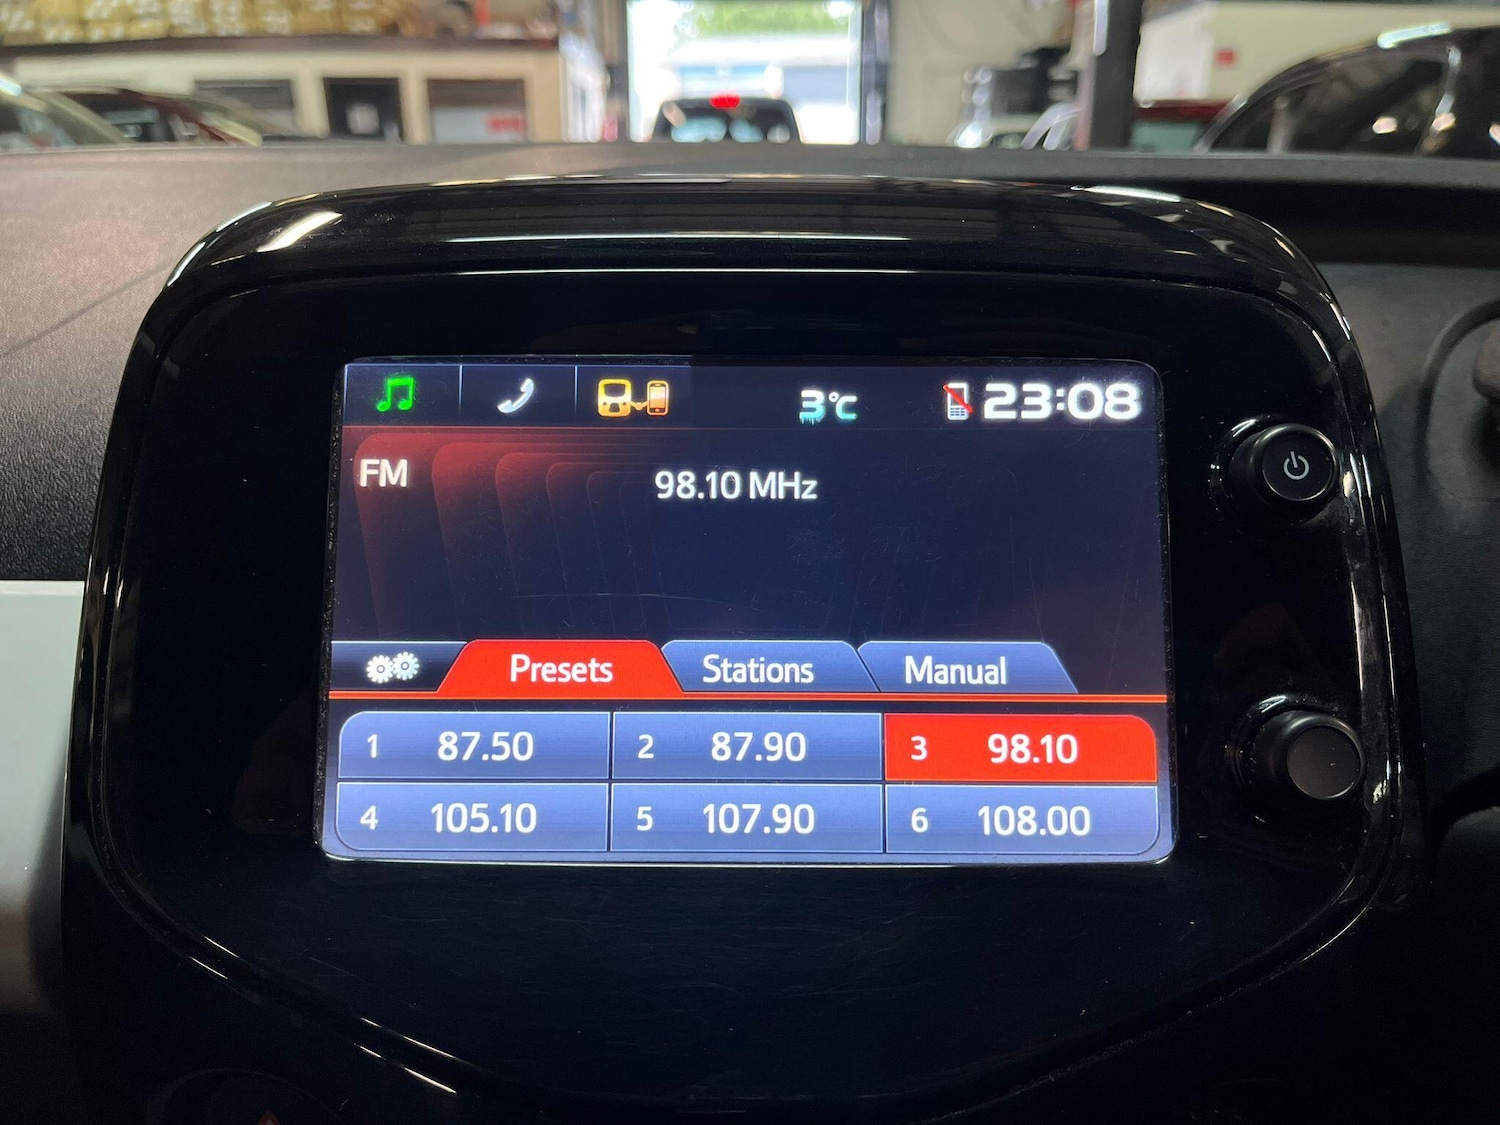 3°C 23:08
FM
98.10 MHz
Presets Stations Manual
1 87.50 2 87.90 3 98.10
4 105.10 5 107.90 6 108.00